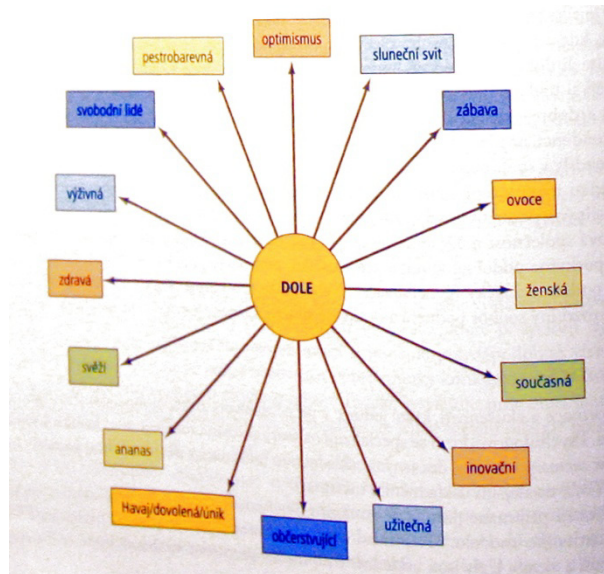 optimismus
pestrobarevná
sluneční svit
svobodní lidé
zábava
výživná
ovoce
DOLE
zdravá
ženská
svěží
současná
ananas
inovační
Havaj/dovolená/únik
občerstvující
užitečná